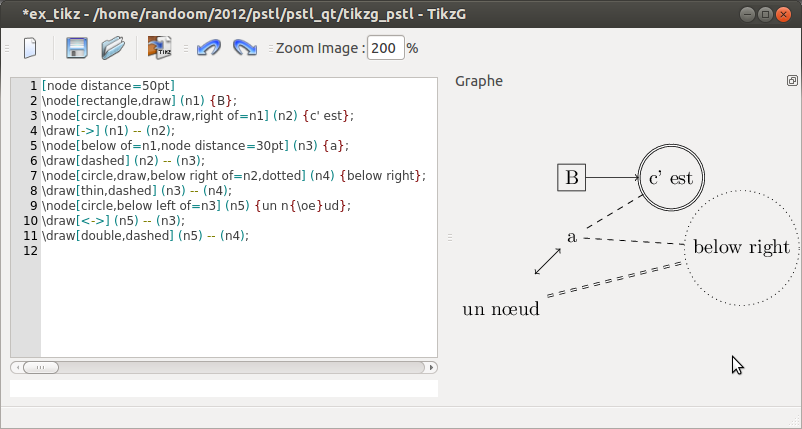 *ex_tikz - /home/randoom/2012/pstl/pstl_qt/tikzg_pstl - TikzG
TikZ
Zoom Image : 200 %
Graphe
1 [node distance=50pt]
2 \node[rectangle,draw] (n1) {B};
3 \node[circle,double,draw,right of=n1] (n2) {c' est};
4 \draw[->] (n1) -- (n2);
5 \node[below of=n1,node distance=30pt] (n3) {a};
6 \draw[dashed] (n2) -- (n3);
7 \node[circle,draw,below right of=n2,dotted] (n4) {below right};
8 \draw[thin,dashed] (n3) -- (n4);
9 \node[circle,below left of=n3] (n5) {un n{\oe}ud};
10 \draw[<->] (n5) -- (n3);
11 \draw[double,dashed] (n5) -- (n4);
12
B
c' est
a
below right
un nœud